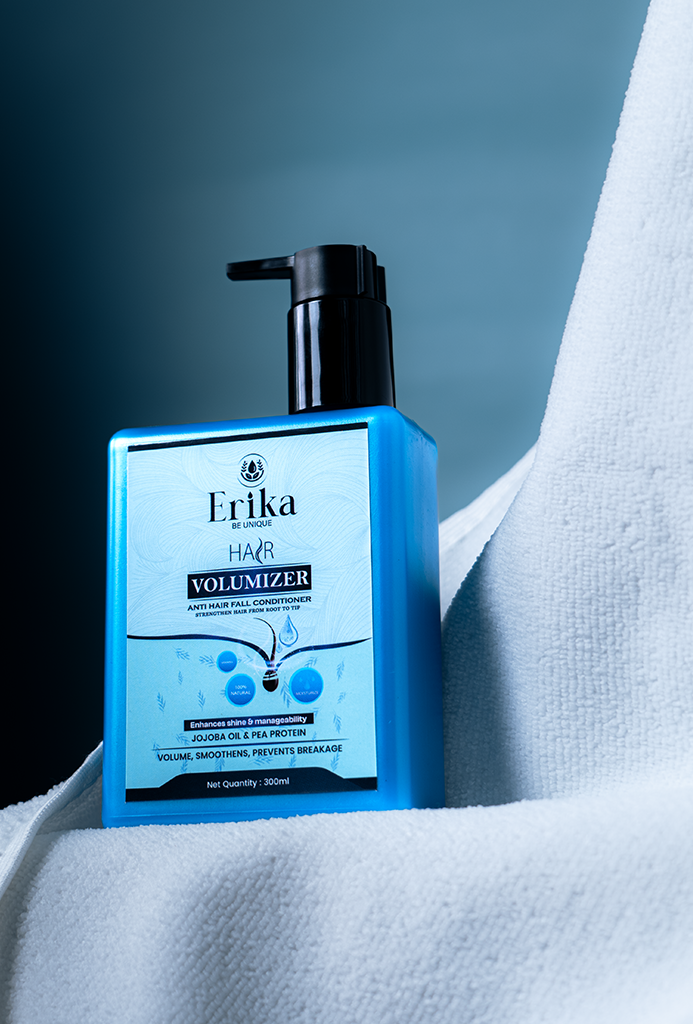 Erika
BE UNIQUE
HAIR
VOLUMIZER
ANTI HAIR FALL CONDITIONER
STRENGTHEN HAIR FROM ROOT TO TIP
100%
NATURAL
Enhances shine & manageability
JOJOBA OIL & PEA PROTEIN
VOLUME, SMOOTHENS, PREVENTS BREAKAGE
Net Quantity : 300ml